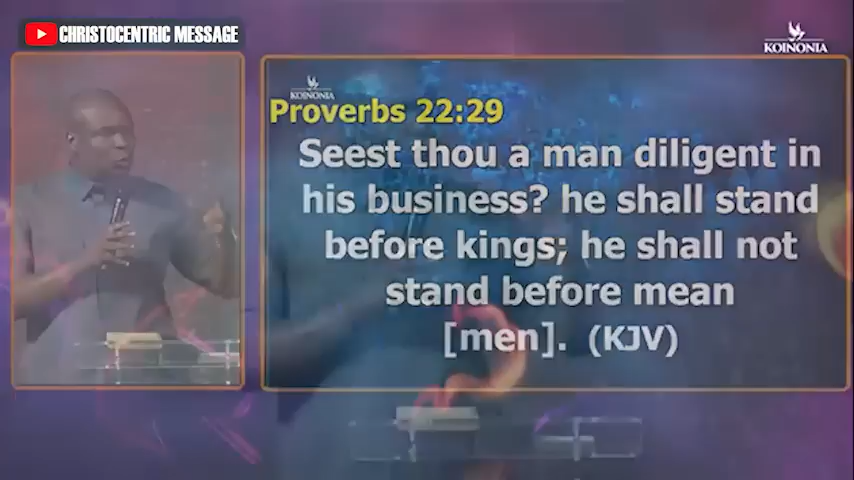 CHRISTOCENTRIC MESSAGE
KOINONIA
KOINONIA
Proverbs 22:29
Seest thou a man diligent in
his business? he shall stand
before kings; he shall not
stand before mean
[men]. (KJV)